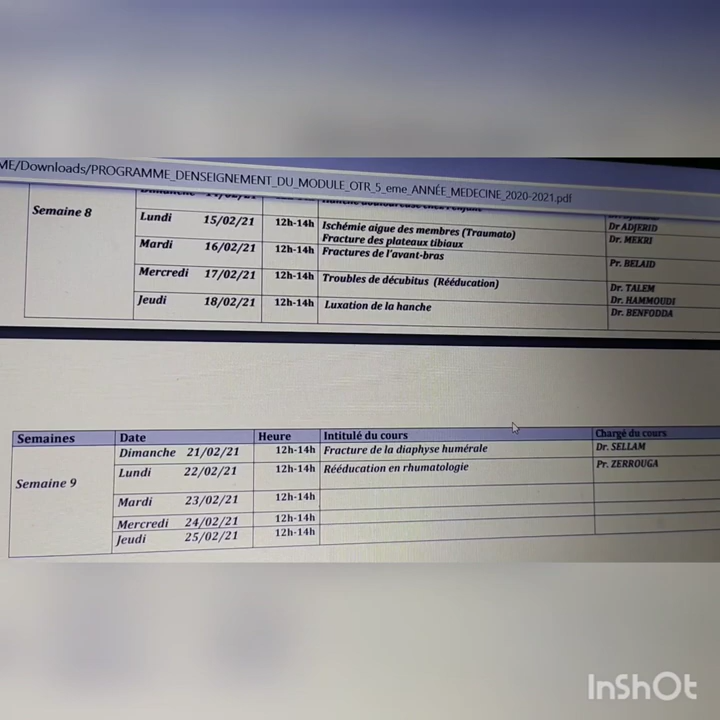 ME/Downloads/PROGRAMME_DENSEIGNEMENT_DU_MODULE_OTR_5_eme_ANNÉE_MEDECINE_2020-2021.pdf
Semaine 8
Lundi 15/02/21 12h-14h Ischémie aigue des membres (Traumato) Dr ADJERID
Fracture des plateaux tibiaux Dr. MEKRI
Mardi 16/02/21 12h-14h Fractures de l'avant-bras Pr. BELAID
Mercredi 17/02/21 12h-14h Troubles de décubitus (Rééducation) Dr. TALEM
Dr. HAMMOUDI
Jeudi 18/02/21 12h-14h Luxation de la hanche Dr. BENFODDA
Semaines Date Heure Intitulé du cours Chargé du cours
Semaine 9
Dimanche 21/02/21 12h-14h Fracture de la diaphyse humérale Dr. SELLAM
Lundi 22/02/21 12h-14h Rééducation en rhumatologie Pr. ZERROUGA
Mardi 23/02/21 12h-14h
Mercredi 24/02/21 12h-14h
Jeudi 25/02/21 12h-14h
InShOt